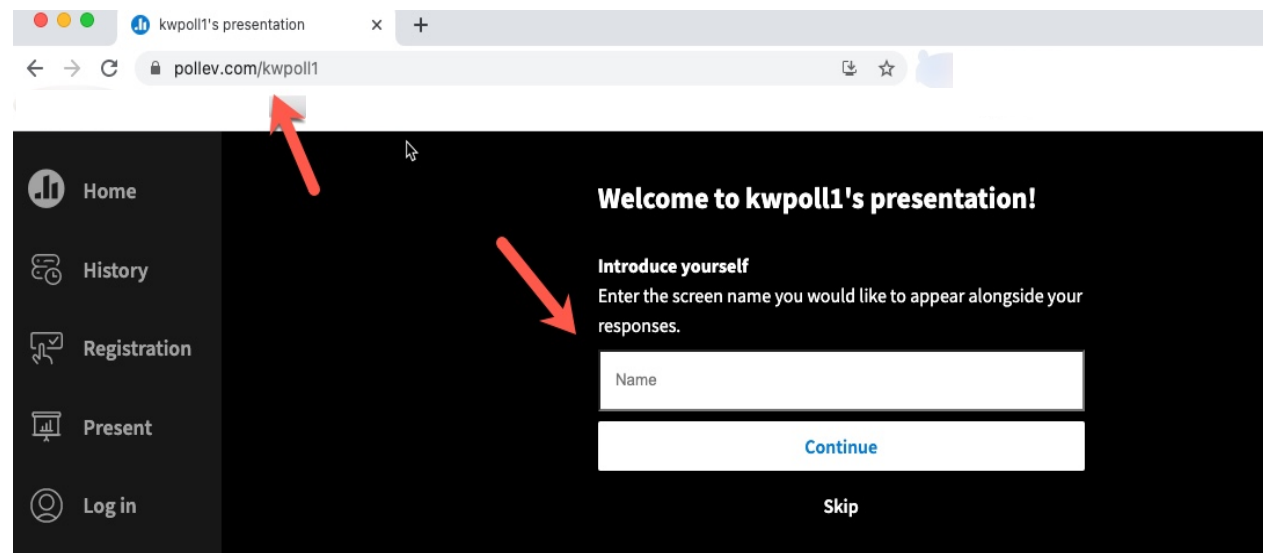 kwpoll1's presentation
pollev.com/kwpoll1
Home
History
Registration
Present
Log in
Welcome to kwpoll1's presentation!
Introduce yourself
Enter the screen name you would like to appear alongside your
responses.
Name
Continue
Skip